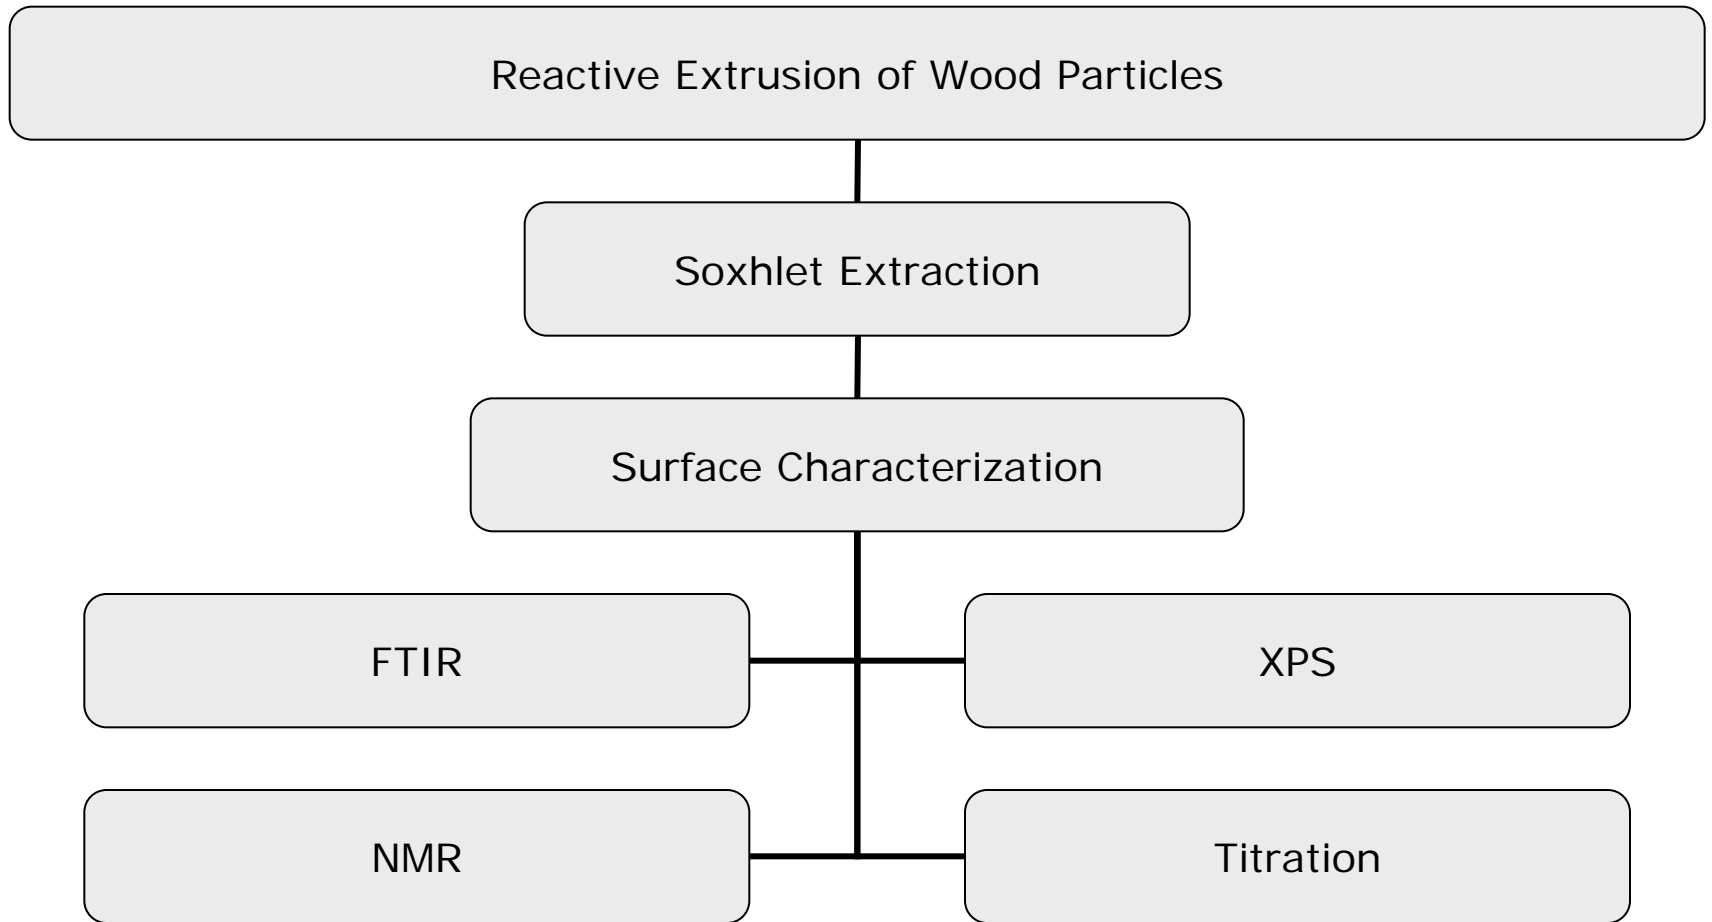 Reactive Extrusion of Wood Particles
Soxhlet Extraction
Surface Characterization
FTIR
XPS
NMR
Titration